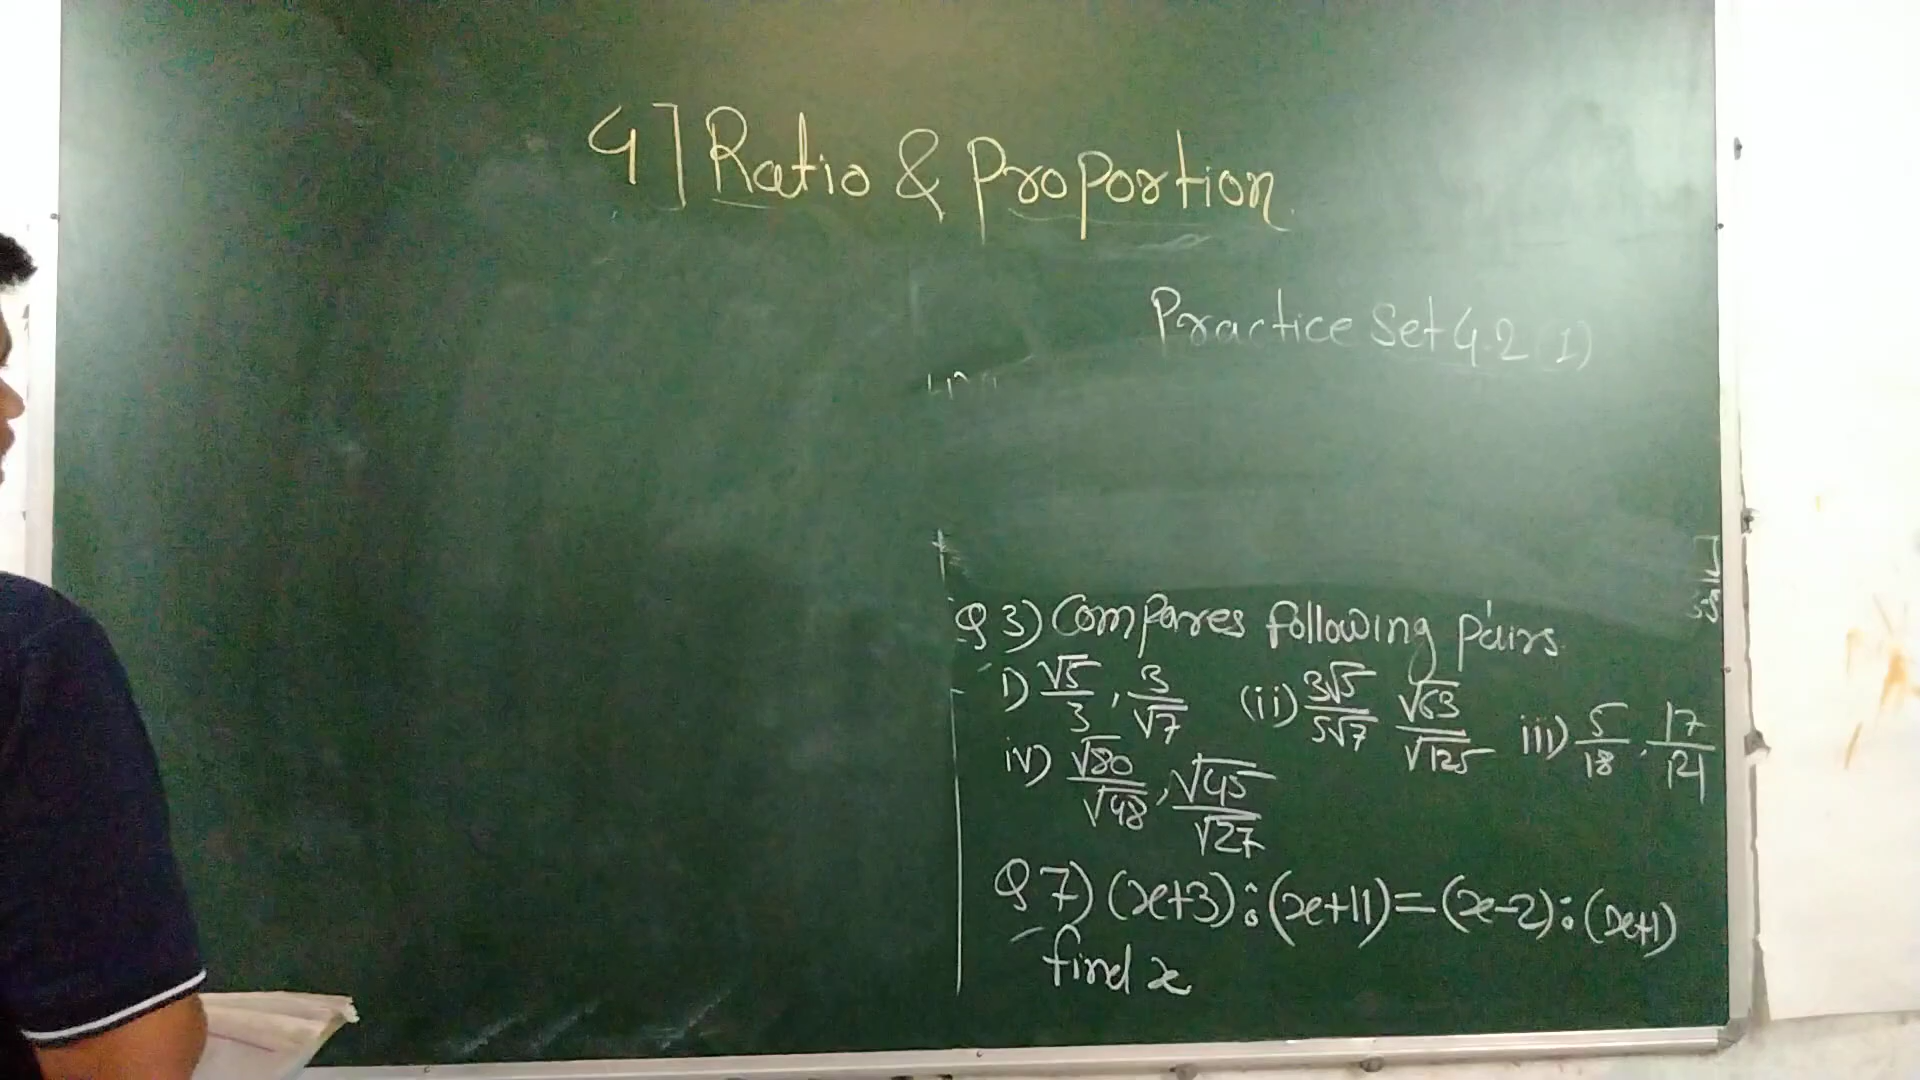 4] Ratio & Proportion
Practice Set 4.2 (1)
Q 3) Compares following pairs.
i) √5/3, 3/√7 (ii) 3√5/5√7 √63/√125 iii) 5/18, 17/121
iv) √80/√48, √45/√27
Q 7) (x+3):(x+11)=(x-2):(x+1)
find x